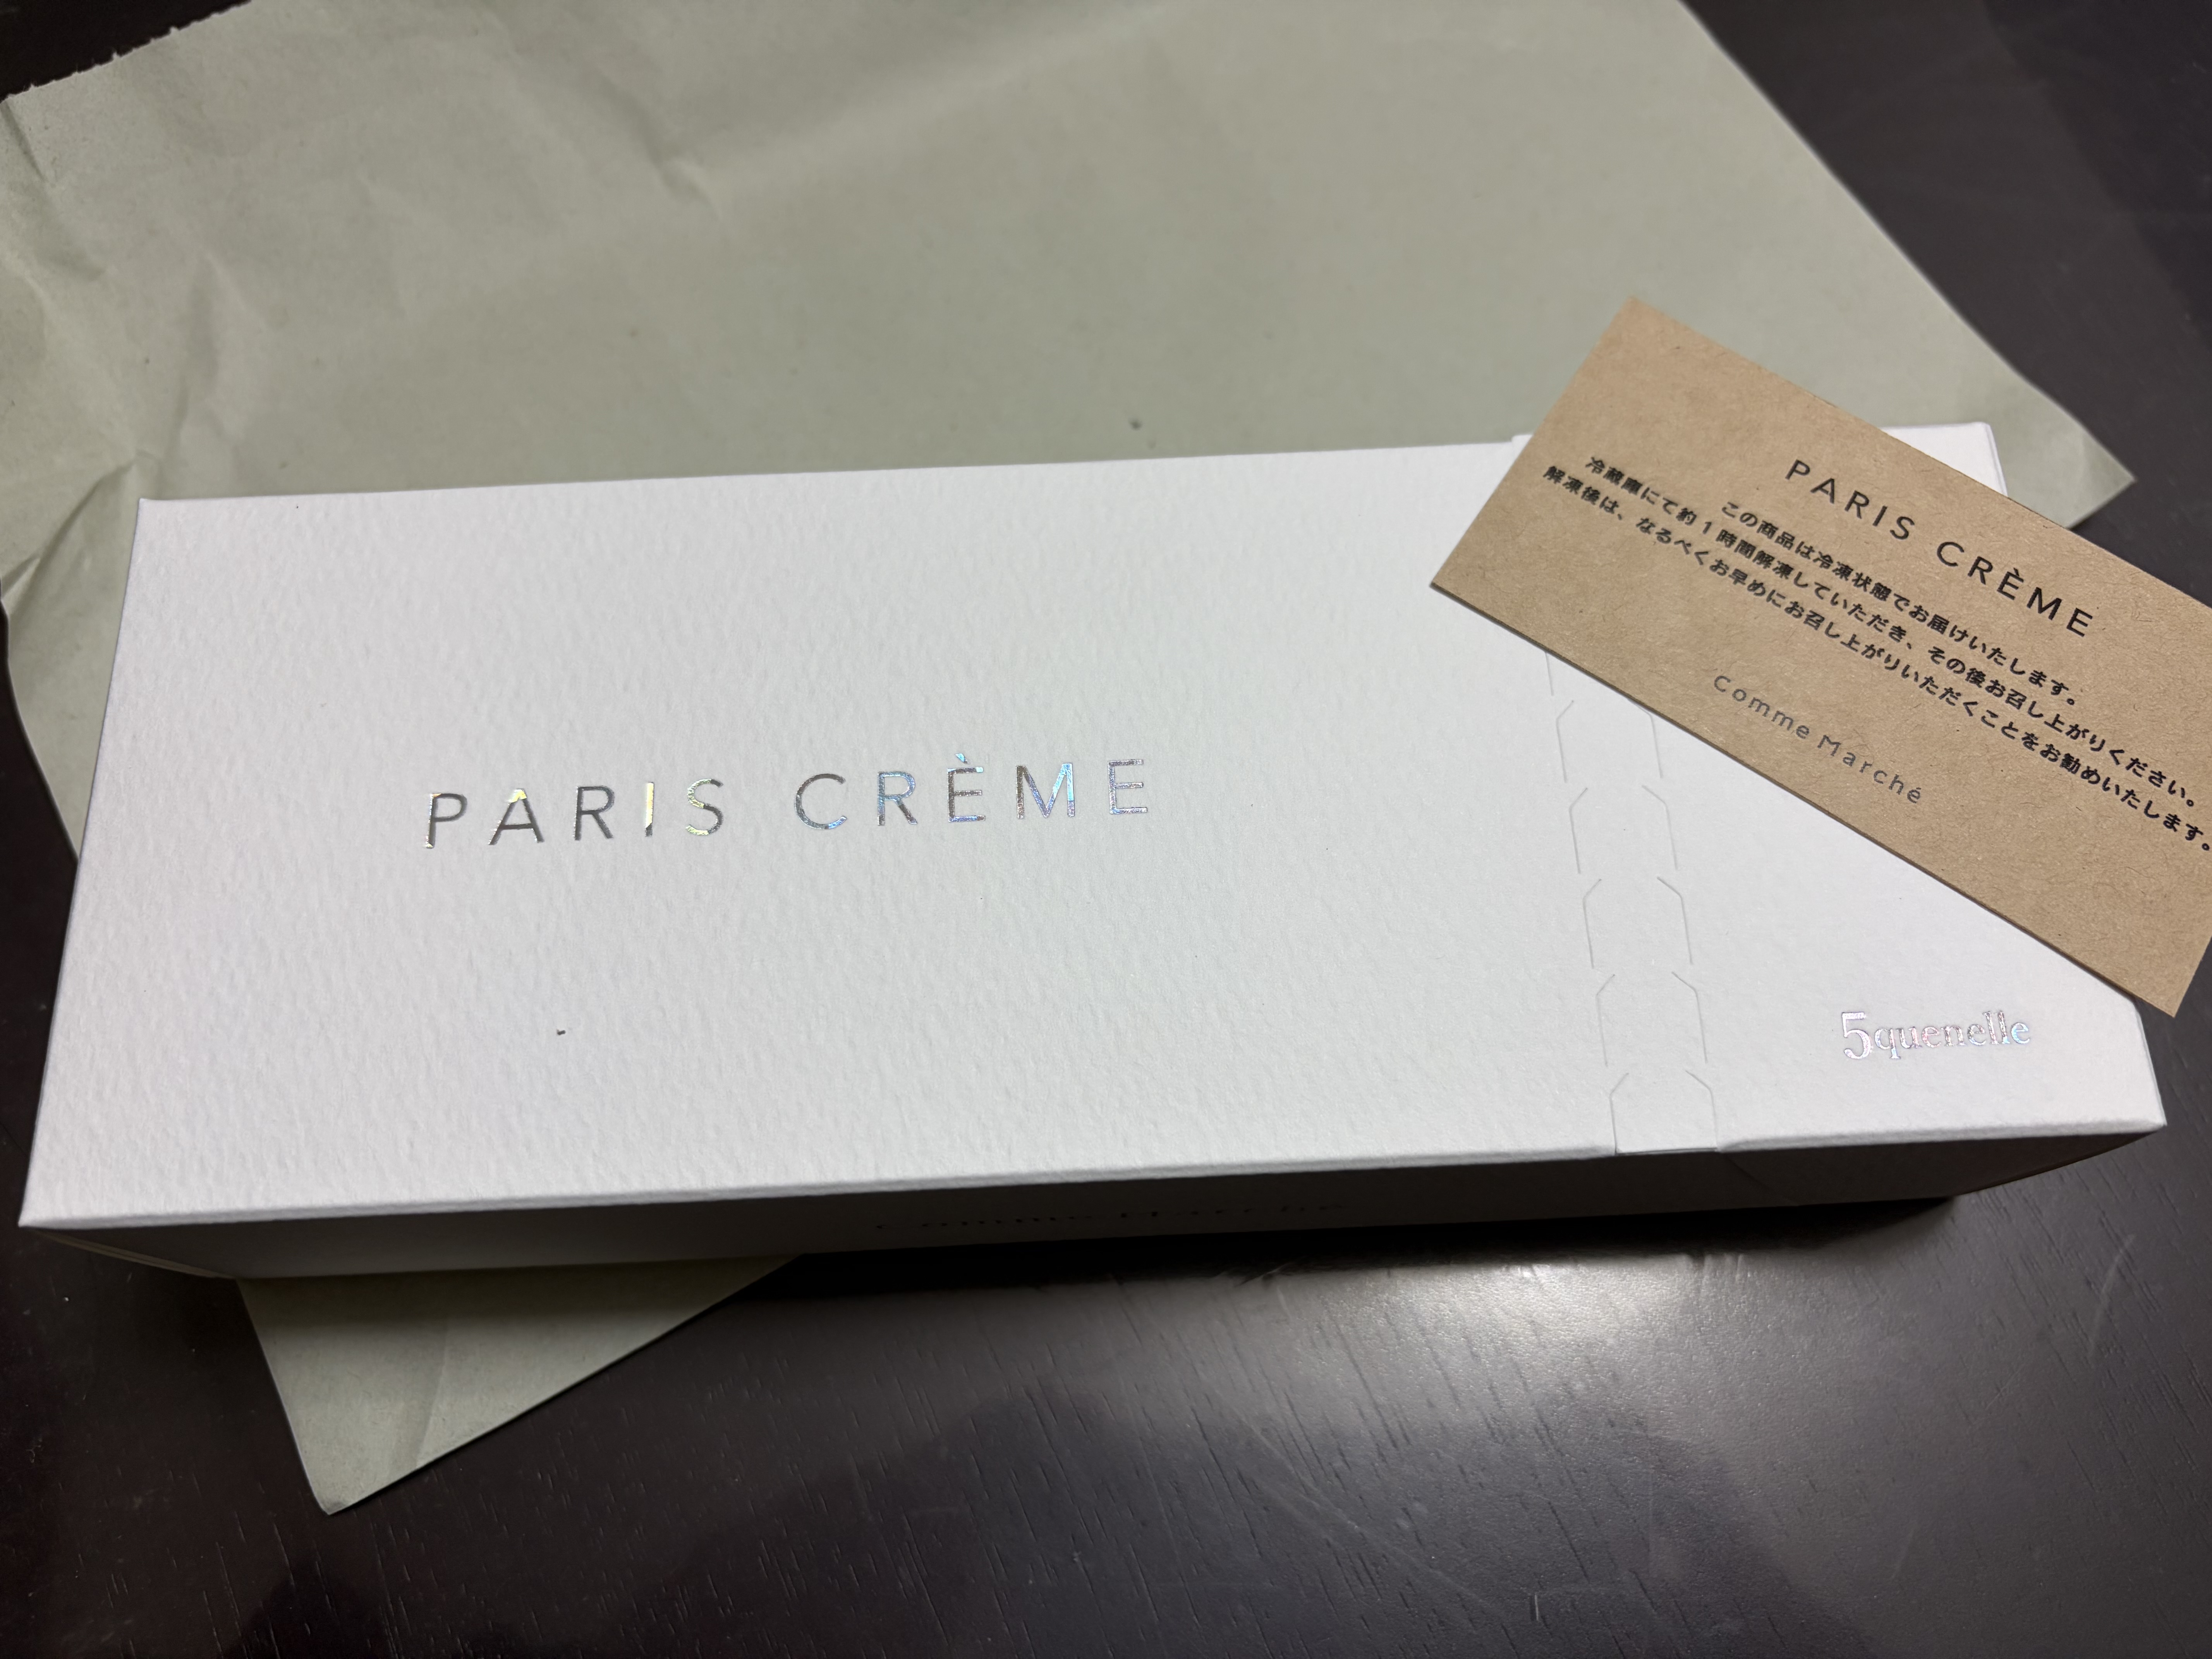 PARIS CRÈME
5quenelle
PARIS CRÈME
この商品は冷凍状態でお届けいたします。
冷蔵庫にて約1時間解凍していただき、その後お召し上がりください。
解凍後は、なるべくお早めにお召し上がりいただくことをお勧めいたします。
Comme Marché